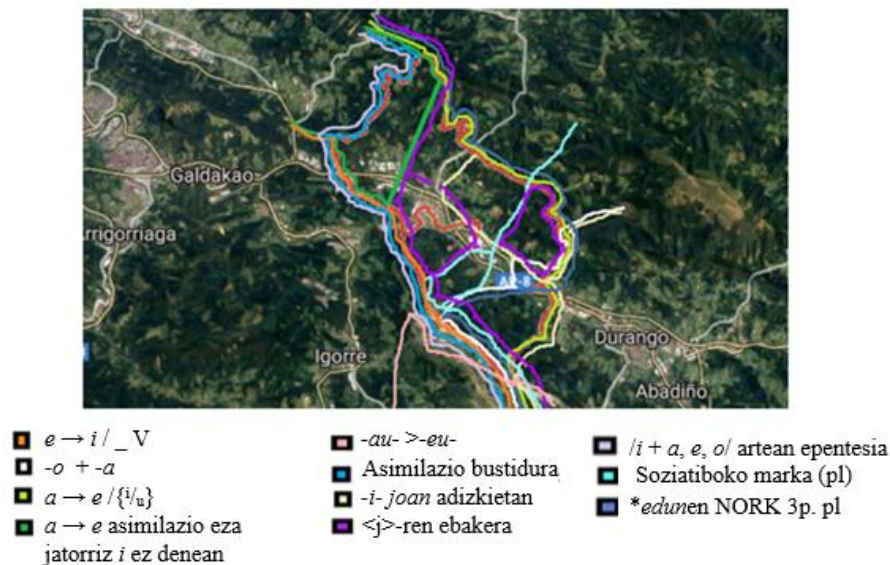 Galdakao
Arrigorriaga
AP-8
Igorre
Durango
Abadiño
e → i / _ V
-o + -a
a → e /{i/u}
a → e asimilazio eza
jatorriz i ez denean
-au- >-eu-
Asimilazio bustidura
-i- joan adizkietan
<j>-ren ebakera
/i + a, e, o/ artean epentesia
Soziatiboko marka (pl)
*edunen NORK 3p. pl